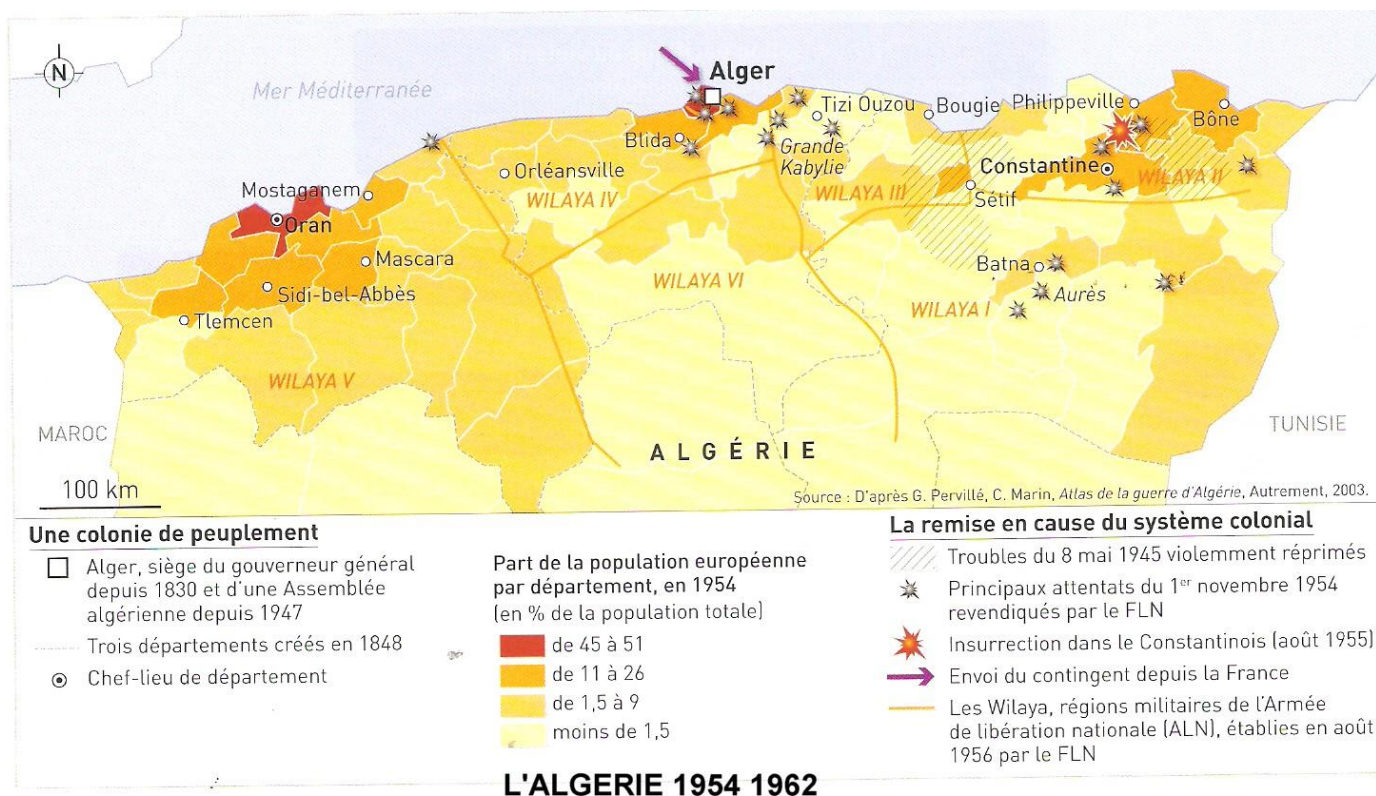 N
Mer Méditerranée
Alger
Tizi Ouzou
Bougie
Philippeville
Bône
Blida
Grande
Kabylie
Constantine
Orléansville
WILAYA IV
WILAYA III
WILAYA II
Sétif
Mostaganem
Oran
Mascara
Batna
Aurès
WILAYA VI
WILAYA I
Sidi-bel-Abbès
Tlemcen
WILAYA V
MAROC
TUNISIE
ALGÉRIE
100 km
Source : D'après G. Pervillé, C. Marin, Atlas de la guerre d'Algérie, Autrement, 2003.
Une colonie de peuplement
Alger, siège du gouverneur général
depuis 1830 et d'une Assemblée
algérienne depuis 1947
Trois départements créés en 1848
Chef-lieu de département
Part de la population européenne
par département, en 1954
(en % de la population totale)
de 45 à 51
de 11 à 26
de 1,5 à 9
moins de 1,5
La remise en cause du système colonial
Troubles du 8 mai 1945 violemment réprimés
Principaux attentats du 1er novembre 1954
revendiqués par le FLN
Insurrection dans le Constantinois (août 1955)
Envoi du contingent depuis la France
Les Wilaya, régions militaires de l'Armée
de libération nationale (ALN), établies en août
1956 par le FLN
L'ALGERIE 1954 1962